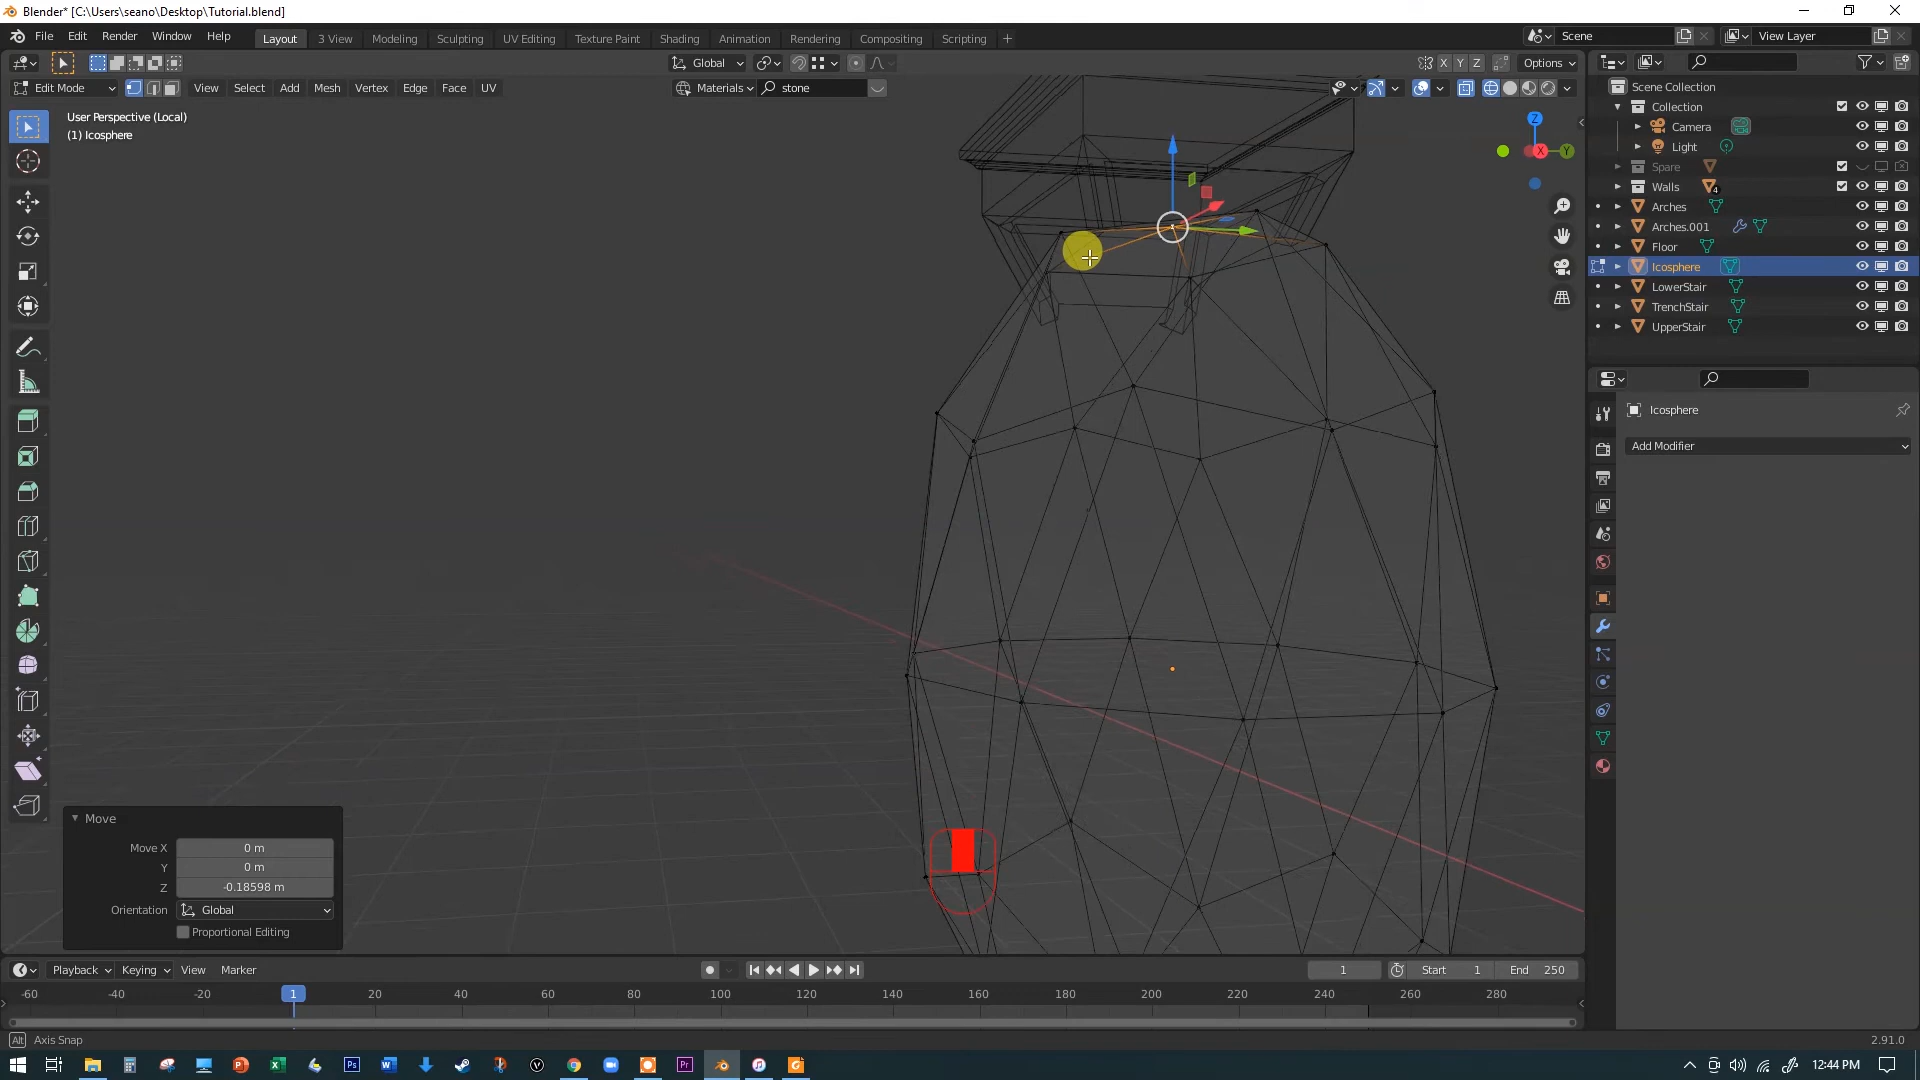 Blender* [C:\Users\seano\Desktop\Tutorial.blend]
File Edit Render Window Help
Layout 3 View Modeling Sculpting UV Editing Texture Paint Shading Animation Rendering Compositing Scripting +
Scene View Layer
Global X Y Z Options
Edit Mode View Select Add Mesh Vertex Edge Face UV Materials stone
User Perspective (Local)
(1) Icosphere
Z
X
Y
Scene Collection
Collection
Camera
Light
Spare
Walls 4
Arches
Arches.001
Floor
Icosphere
LowerStair
TrenchStair
UpperStair
Icosphere
Add Modifier
Move
Move X 0 m
Y 0 m
Z -0.18598 m
Orientation Global
Proportional Editing
Playback Keying View Marker 1 Start 1 End 250
-60 -40 -20 1 20 40 60 80 100 120 140 160 180 200 220 240 260 280
Alt Axis Snap 2.91.0
12:44 PM